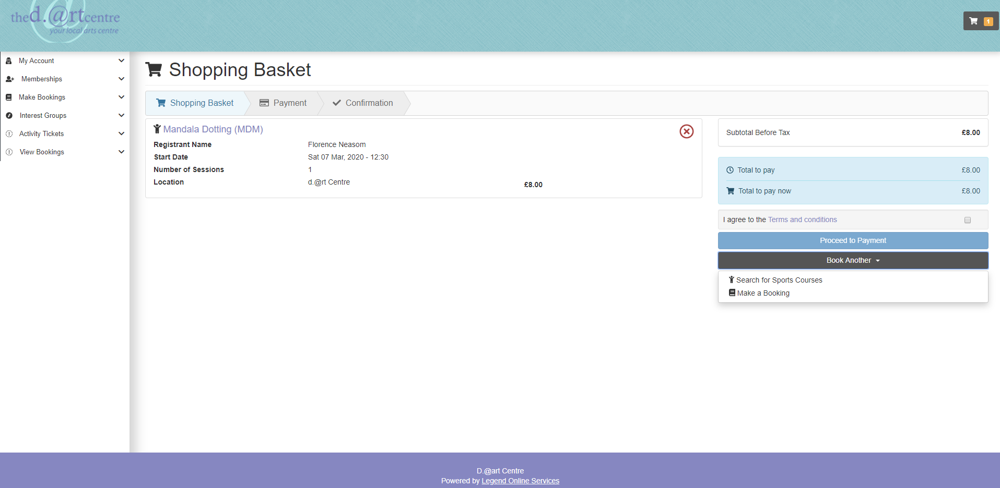 thed.@rtcentre
your local arts centre
1
My Account
Memberships
Make Bookings
Interest Groups
Activity Tickets
View Bookings
Shopping Basket
Shopping Basket
Payment
Confirmation
Mandala Dotting (MDM)
Registrant Name Florence Neasom
Start Date Sat 07 Mar, 2020 - 12:30
Number of Sessions 1
Location d.@rt Centre
£8.00
Subtotal Before Tax £8.00
Total to pay £8.00
Total to pay now £8.00
I agree to the Terms and conditions
Proceed to Payment
Book Another
Search for Sports Courses
Make a Booking
D.@art Centre
Powered by Legend Online Services